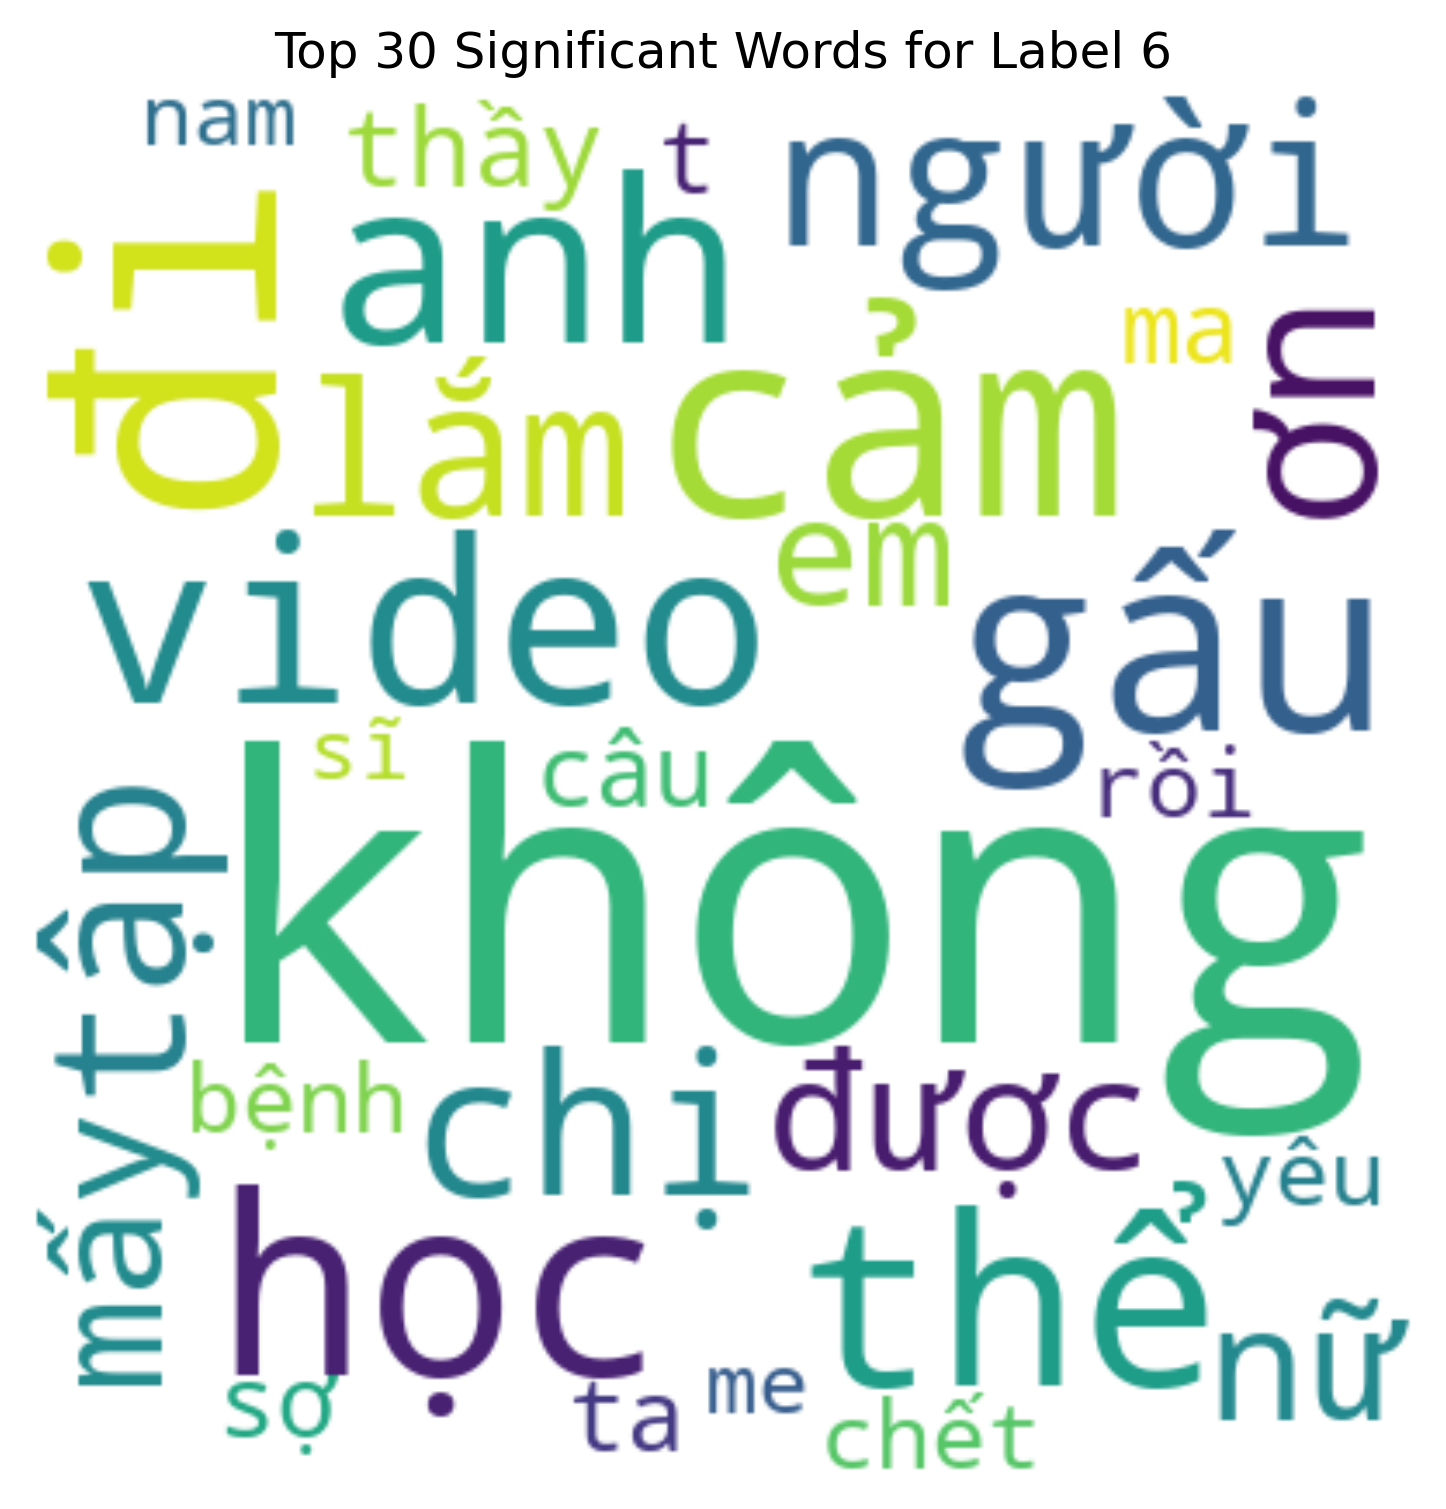 Top 30 Significant Words for Label 6
nam
thầy
t
người
đi
anh
ma
ơn
lắm
cảm
em
video
gấu
sĩ
câu
rồi
không
tập
bệnh
chị
được
yêu
mấy
học
thể
nữ
sợ
ta
me
chết